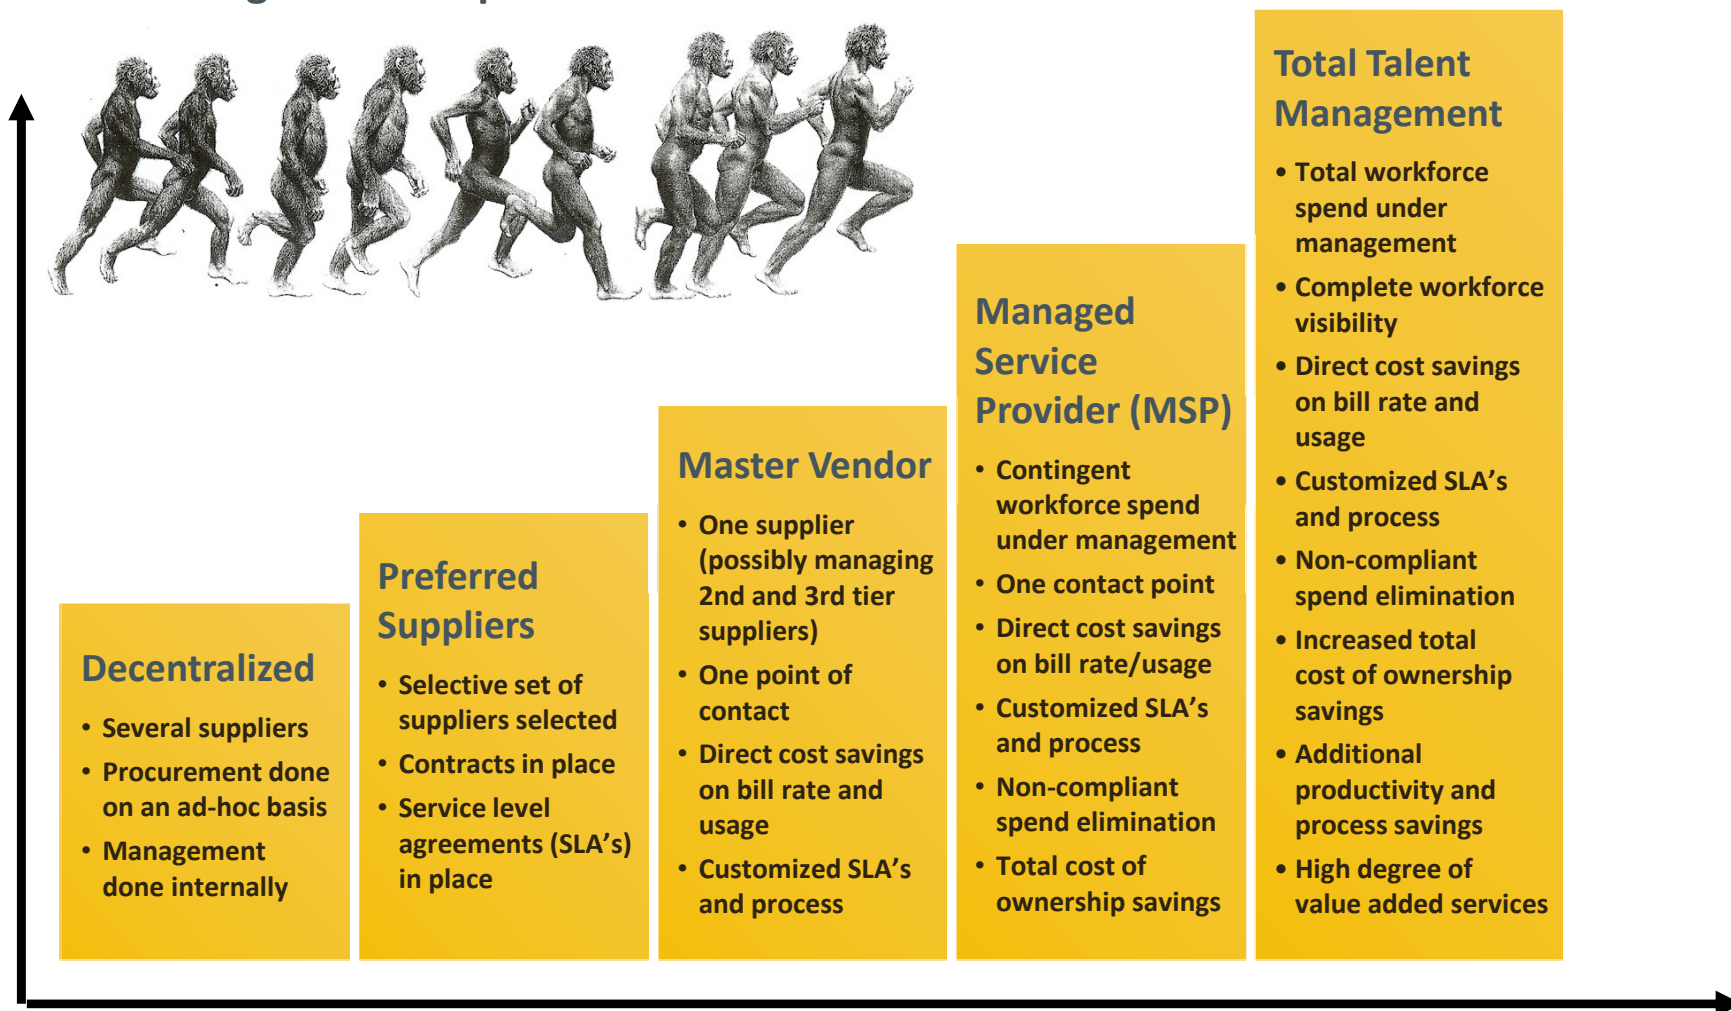 Decentralized
• Several suppliers
• Procurement done
on an ad-hoc basis
• Management
done internally
Preferred
Suppliers
• Selective set of
suppliers selected
• Contracts in place
• Service level
agreements (SLA’s)
in place
Master Vendor
• One supplier
(possibly managing
2nd and 3rd tier
suppliers)
• One point of
contact
• Direct cost savings
on bill rate and
usage
• Customized SLA’s
and process
Managed
Service
Provider (MSP)
• Contingent
workforce spend
under management
• One contact point
• Direct cost savings
on bill rate/usage
• Customized SLA’s
and process
• Non-compliant
spend elimination
• Total cost of
ownership savings
Total Talent
Management
• Total workforce
spend under
management
• Complete workforce
visibility
• Direct cost savings
on bill rate and
usage
• Customized SLA’s
and process
• Non-compliant
spend elimination
• Increased total
cost of ownership
savings
• Additional
productivity and
process savings
• High degree of
value added services